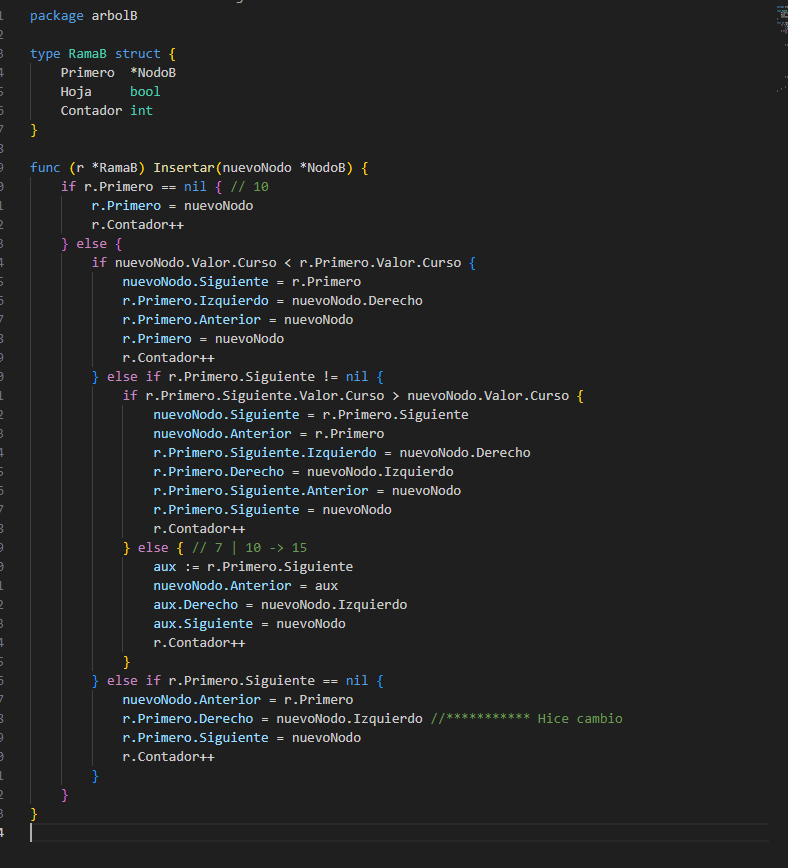 package arbolB
type RamaB struct {
Primero *NodoB
Hoja bool
Contador int
}
func (r *RamaB) Insertar(nuevoNodo *NodoB) {
if r.Primero == nil { // 10
r.Primero = nuevoNodo
r.Contador++
} else {
if nuevoNodo.Valor.Curso < r.Primero.Valor.Curso {
nuevoNodo.Siguiente = r.Primero
r.Primero.Izquierdo = nuevoNodo.Derecho
r.Primero.Anterior = nuevoNodo
r.Primero = nuevoNodo
r.Contador++
} else if r.Primero.Siguiente != nil {
if r.Primero.Siguiente.Valor.Curso > nuevoNodo.Valor.Curso {
nuevoNodo.Siguiente = r.Primero.Siguiente
nuevoNodo.Anterior = r.Primero
r.Primero.Siguiente.Izquierdo = nuevoNodo.Derecho
r.Primero.Derecho = nuevoNodo.Izquierdo
r.Primero.Siguiente.Anterior = nuevoNodo
r.Primero.Siguiente = nuevoNodo
r.Contador++
} else { // 7 | 10 -> 15
aux := r.Primero.Siguiente
nuevoNodo.Anterior = aux
aux.Derecho = nuevoNodo.Izquierdo
aux.Siguiente = nuevoNodo
r.Contador++
}
} else if r.Primero.Siguiente == nil {
nuevoNodo.Anterior = r.Primero
r.Primero.Derecho = nuevoNodo.Izquierdo //*********** Hice cambio
r.Primero.Siguiente = nuevoNodo
r.Contador++
}
}
}